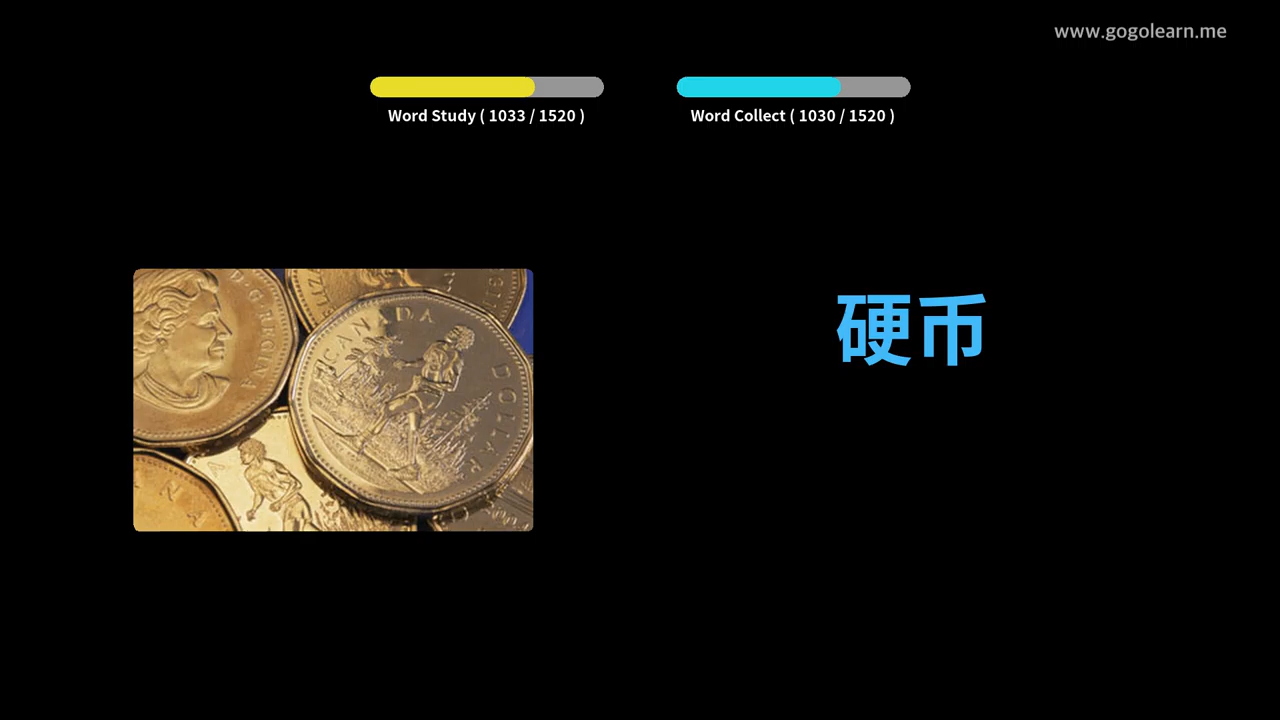 www.gogolearn.me
Word Study ( 1033 / 1520 )
Word Collect ( 1030 / 1520 )
硬币
D·G·REGINA
CANADA
DOLLAR